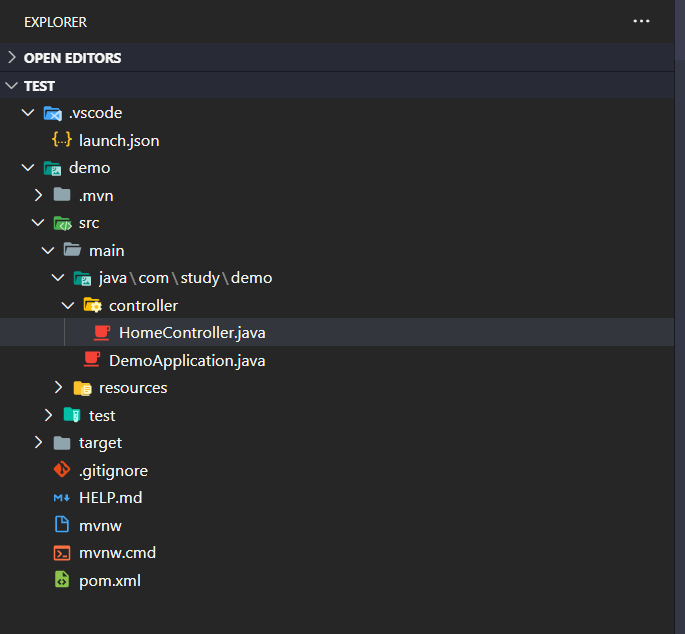 EXPLORER
OPEN EDITORS
TEST
.vscode
launch.json
demo
.mvn
src
main
java\com\study\demo
controller
HomeController.java
DemoApplication.java
resources
test
target
.gitignore
HELP.md
mvnw
mvnw.cmd
pom.xml